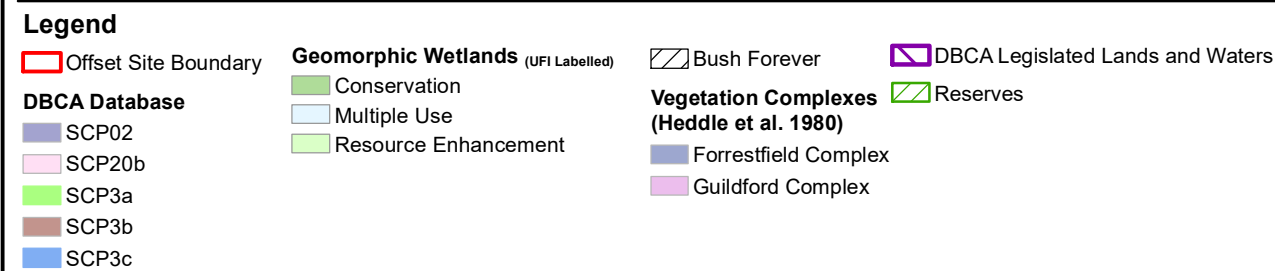 Legend
Offset Site Boundary
DBCA Database
SCP02
SCP20b
SCP3a
SCP3b
SCP3c
Geomorphic Wetlands (UFI Labelled)
Conservation
Multiple Use
Resource Enhancement
Bush Forever
Vegetation Complexes
(Heddle et al. 1980)
Forrestfield Complex
Guildford Complex
DBCA Legislated Lands and Waters
Reserves